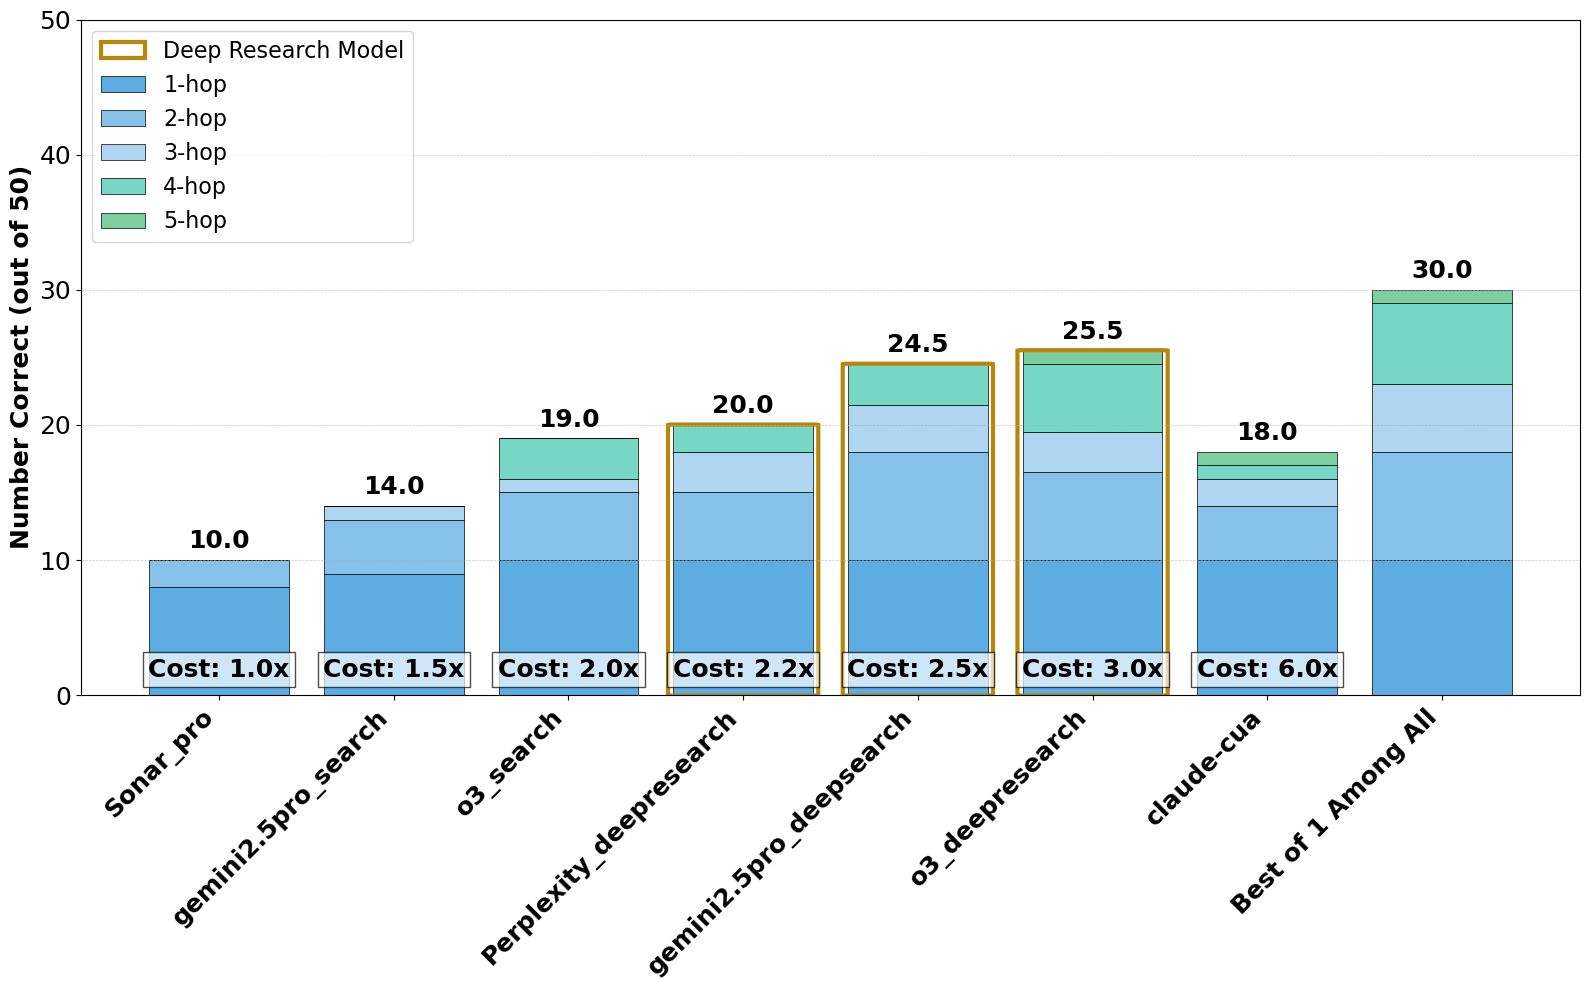 Number Correct (out of 50)
50
40
30
20
10
0
Deep Research Model
1-hop
2-hop
3-hop
4-hop
5-hop
10.0
14.0
19.0
20.0
24.5
25.5
18.0
30.0
Cost: 1.0x
Cost: 1.5x
Cost: 2.0x
Cost: 2.2x
Cost: 2.5x
Cost: 3.0x
Cost: 6.0x
Sonar_pro
gemini2.5pro_search
o3_search
Perplexity_deepresearch
gemini2.5pro_deepsearch
o3_deepresearch
claude-cua
Best of 1 Among All